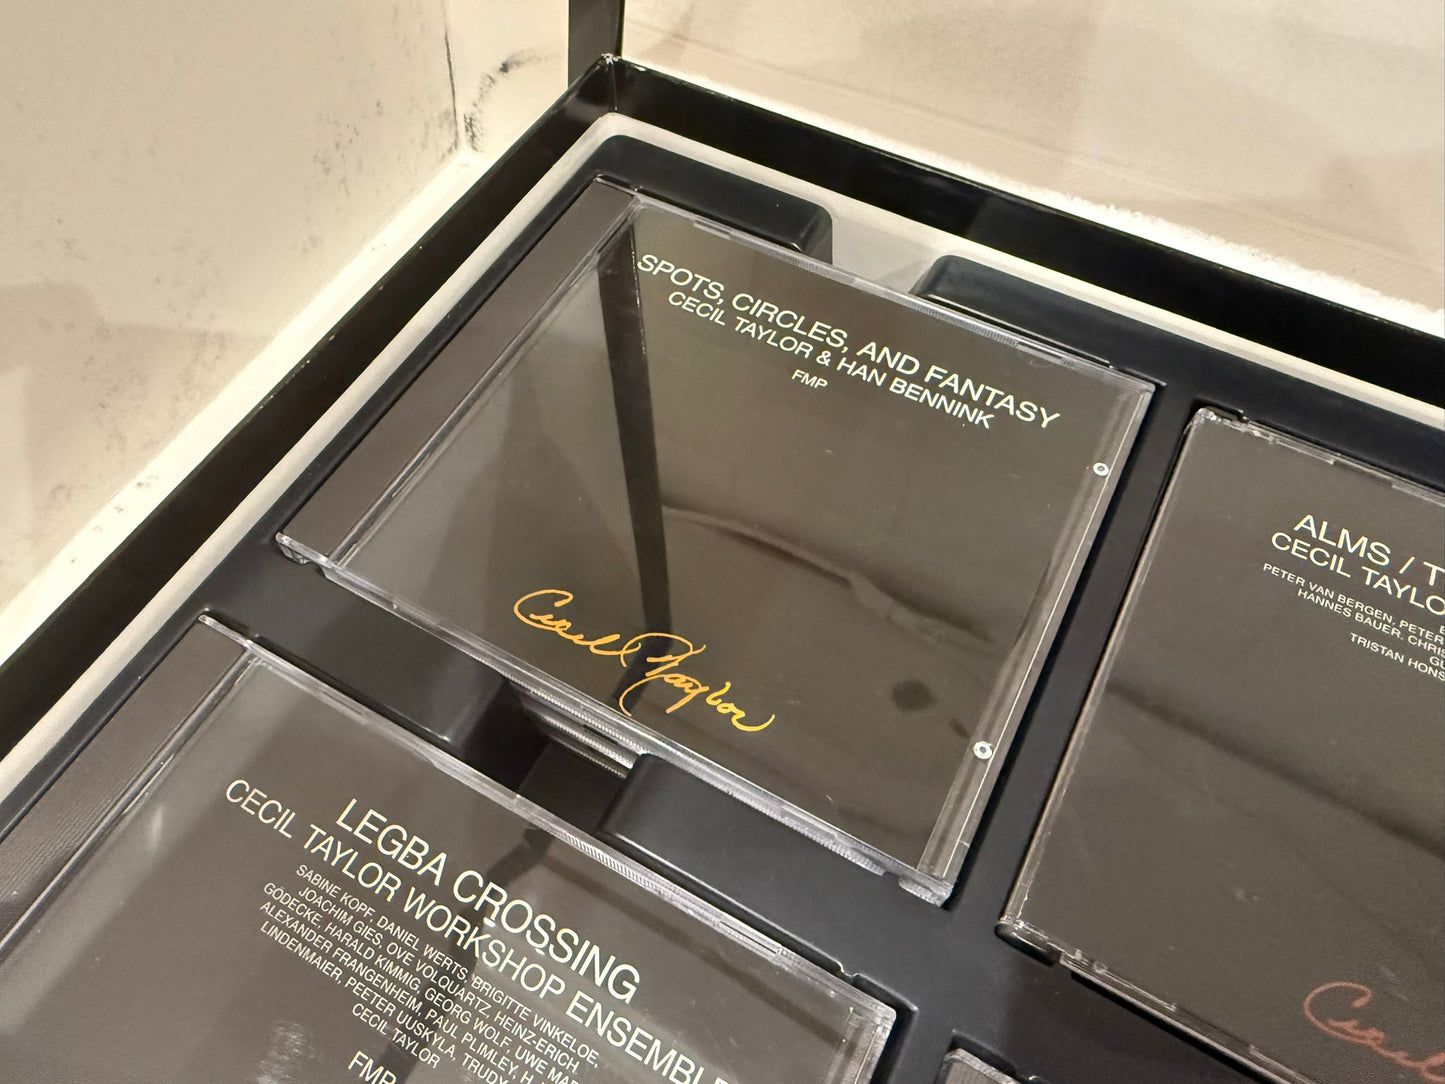 SPOTS, CIRCLES, AND FANTASY
CECIL TAYLOR & HAN BENNINK
FMP
Cecil Taylor
ALMS / T
CECIL TAYLO
PETER VAN BERGEN, PETER
HANNES BAUER, CHRIS
TRISTAN HONS
Cecil
LEGBA CROSSING
CECIL TAYLOR WORKSHOP ENSEMBLE
SABINE KOPF, DANIEL WERTS, BRIGITTE VINKELOE,
JOACHIM GIES, OVE VOLQUARTZ, HEINZ-ERICH
GÖDECKE, HARALD KIMMIG, GEORG WOLF, UWE MAR
ALEXANDER FRANGENHEIM, PAUL PLIMLEY,
LINDENMAIER, PEETER UUSKYLA, TRUDY
CECIL TAYLOR
FMP